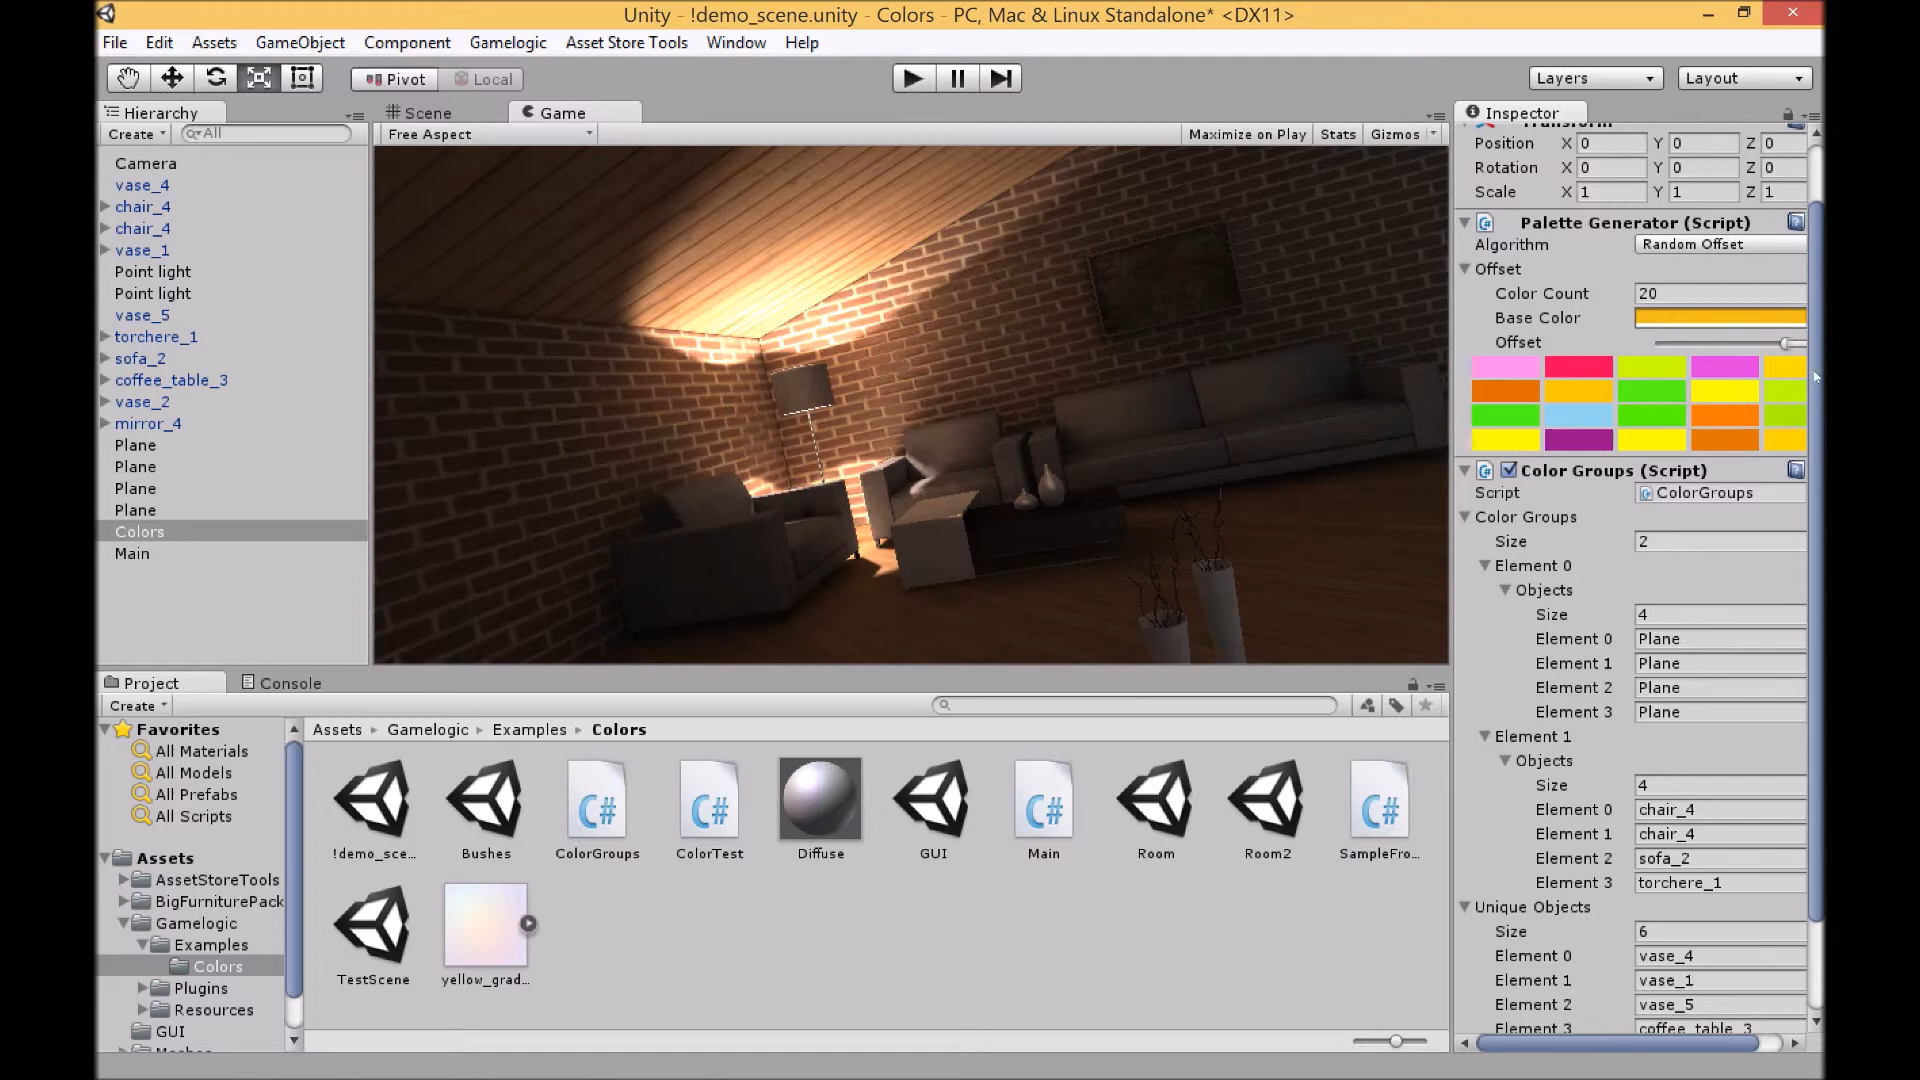 Unity - !demo_scene.unity - Colors - PC, Mac & Linux Standalone* <DX11>
File Edit Assets GameObject Component Gamelogic Asset Store Tools Window Help
Pivot Local Layers Layout
Hierarchy
Create All
Camera
vase_4
chair_4
chair_4
vase_1
Point light
Point light
vase_5
torchere_1
sofa_2
coffee_table_3
vase_2
mirror_4
Plane
Plane
Plane
Plane
Colors
Main
Scene Game
Free Aspect Maximize on Play Stats Gizmos
Inspector
Transform
Position X 0 Y 0 Z 0
Rotation X 0 Y 0 Z 0
Scale X 1 Y 1 Z 1
Palette Generator (Script)
Algorithm Random Offset
Offset
Color Count 20
Base Color
Offset
Color Groups (Script)
Script ColorGroups
Color Groups
Size 2
Element 0
Objects
Size 4
Element 0 Plane
Element 1 Plane
Element 2 Plane
Element 3 Plane
Element 1
Objects
Size 4
Element 0 chair_4
Element 1 chair_4
Element 2 sofa_2
Element 3 torchere_1
Unique Objects
Size 6
Element 0 vase_4
Element 1 vase_1
Element 2 vase_5
Element 3 coffee_table_3
Project Console
Create
Favorites
All Materials
All Models
All Prefabs
All Scripts
Assets
AssetStoreTools
BigFurniturePack
Gamelogic
Examples
Colors
Plugins
Resources
GUI
Assets Gamelogic Examples Colors
!demo_sce... Bushes ColorGroups ColorTest Diffuse GUI Main Room Room2 SampleFro...
TestScene yellow_grad...